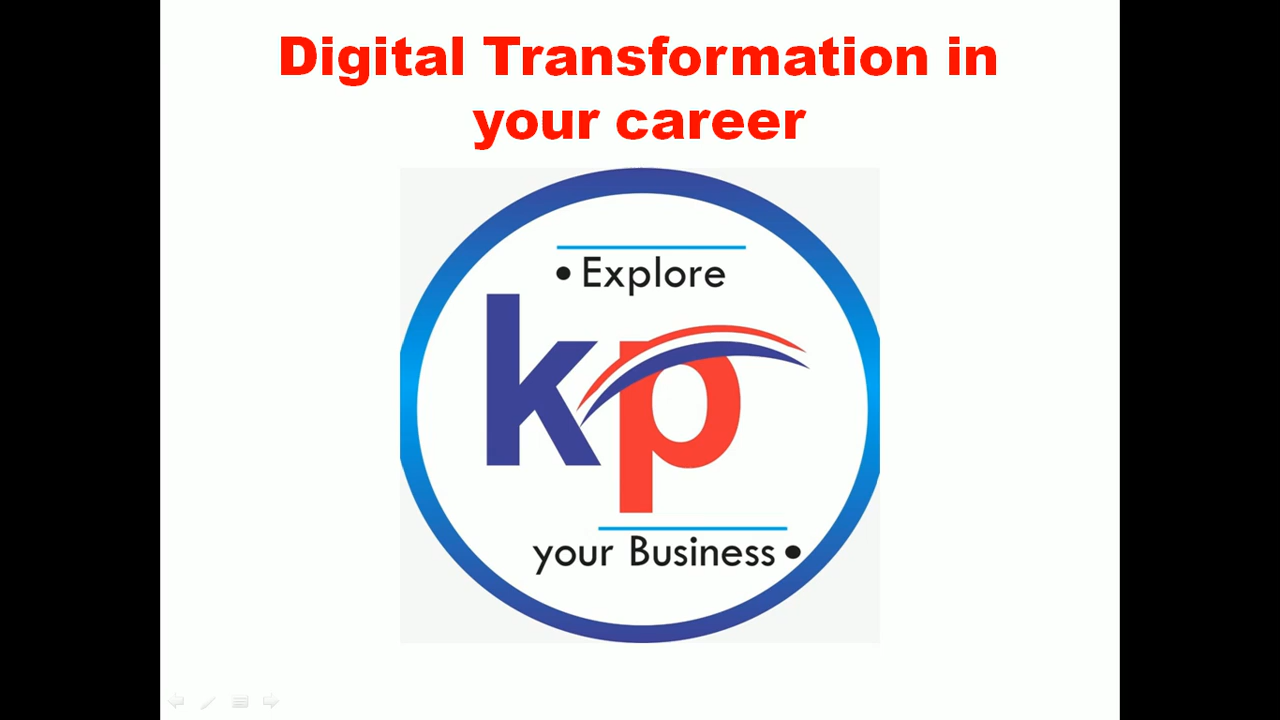 Digital Transformation in
your career
• Explore
kp
your Business •